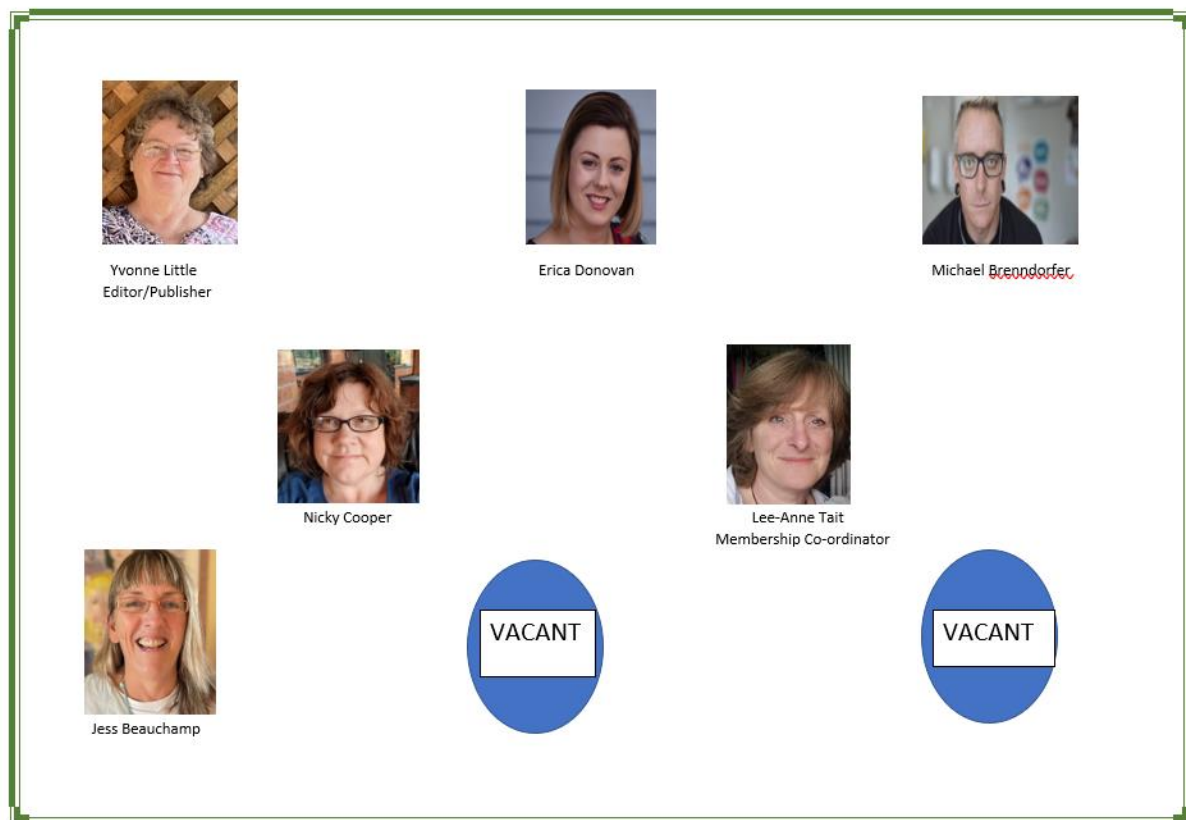 Yvonne Little
Editor/Publisher
Erica Donovan
Michael Brenndorfer
Nicky Cooper
Lee-Anne Tait
Membership Co-ordinator
Jess Beauchamp
VACANT
VACANT